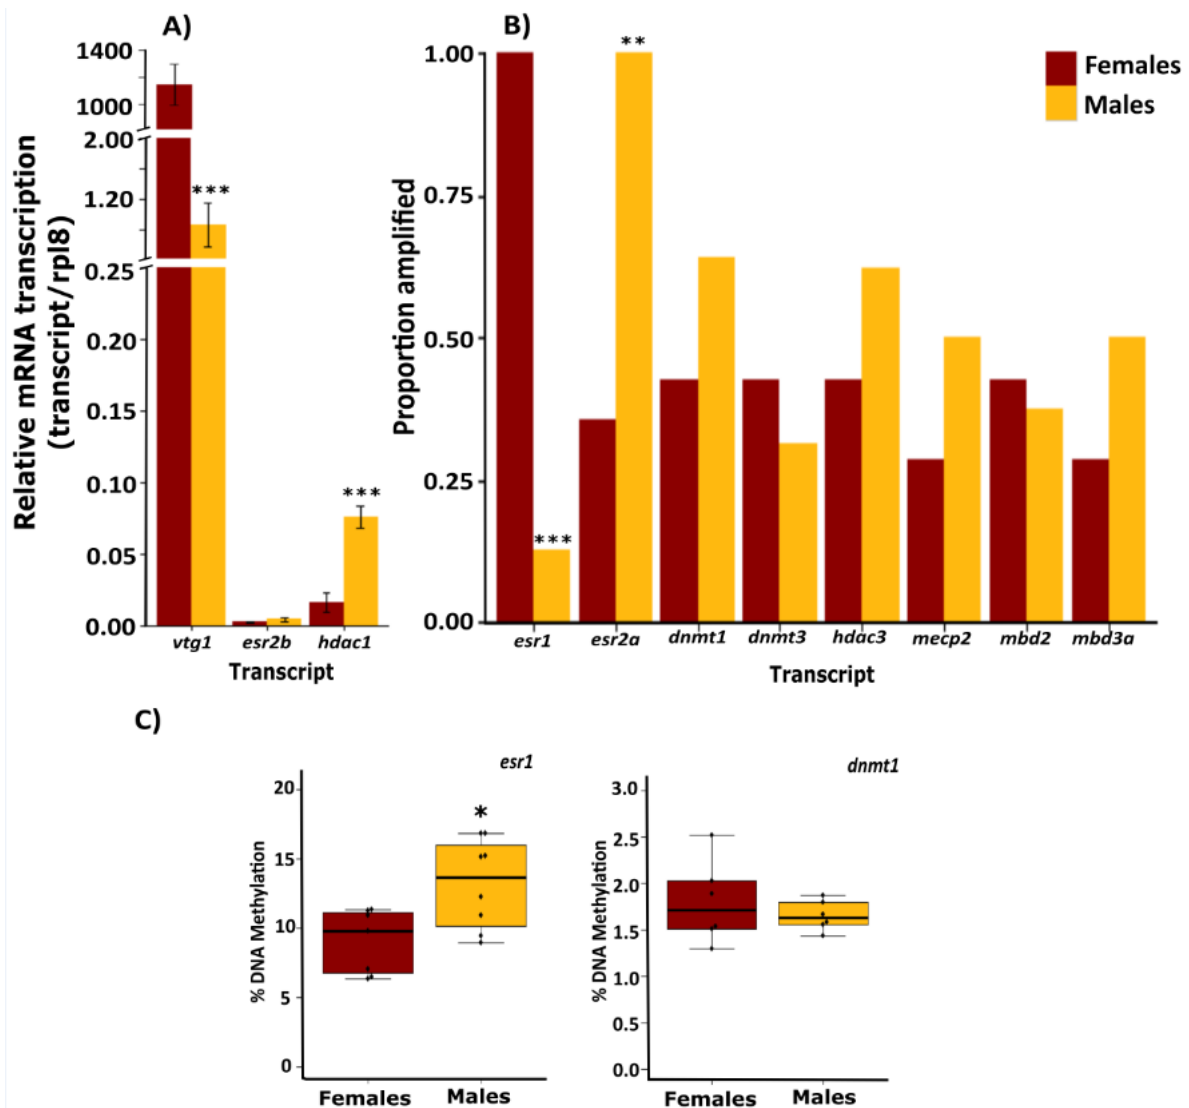 A)
Relative mRNA transcription
(transcript/rpl8)
1400
1000
2.00
1.20
0.25
0.20
0.15
0.10
0.05
0.00
***
***
vtg1 esr2b hdac1
Transcript
B)
Proportion amplified
1.00
0.75
0.50
0.25
0.00
***
**
esr1 esr2a dnmt1 dnmt3 hdac3 mecp2 mbd2 mbd3a
Transcript
Females
Males
C)
esr1
% DNA Methylation
20
15
10
5
0
*
Females Males
dnmt1
% DNA Methylation
3.0
2.5
2.0
1.5
1.0
0.5
0.0
Females Males